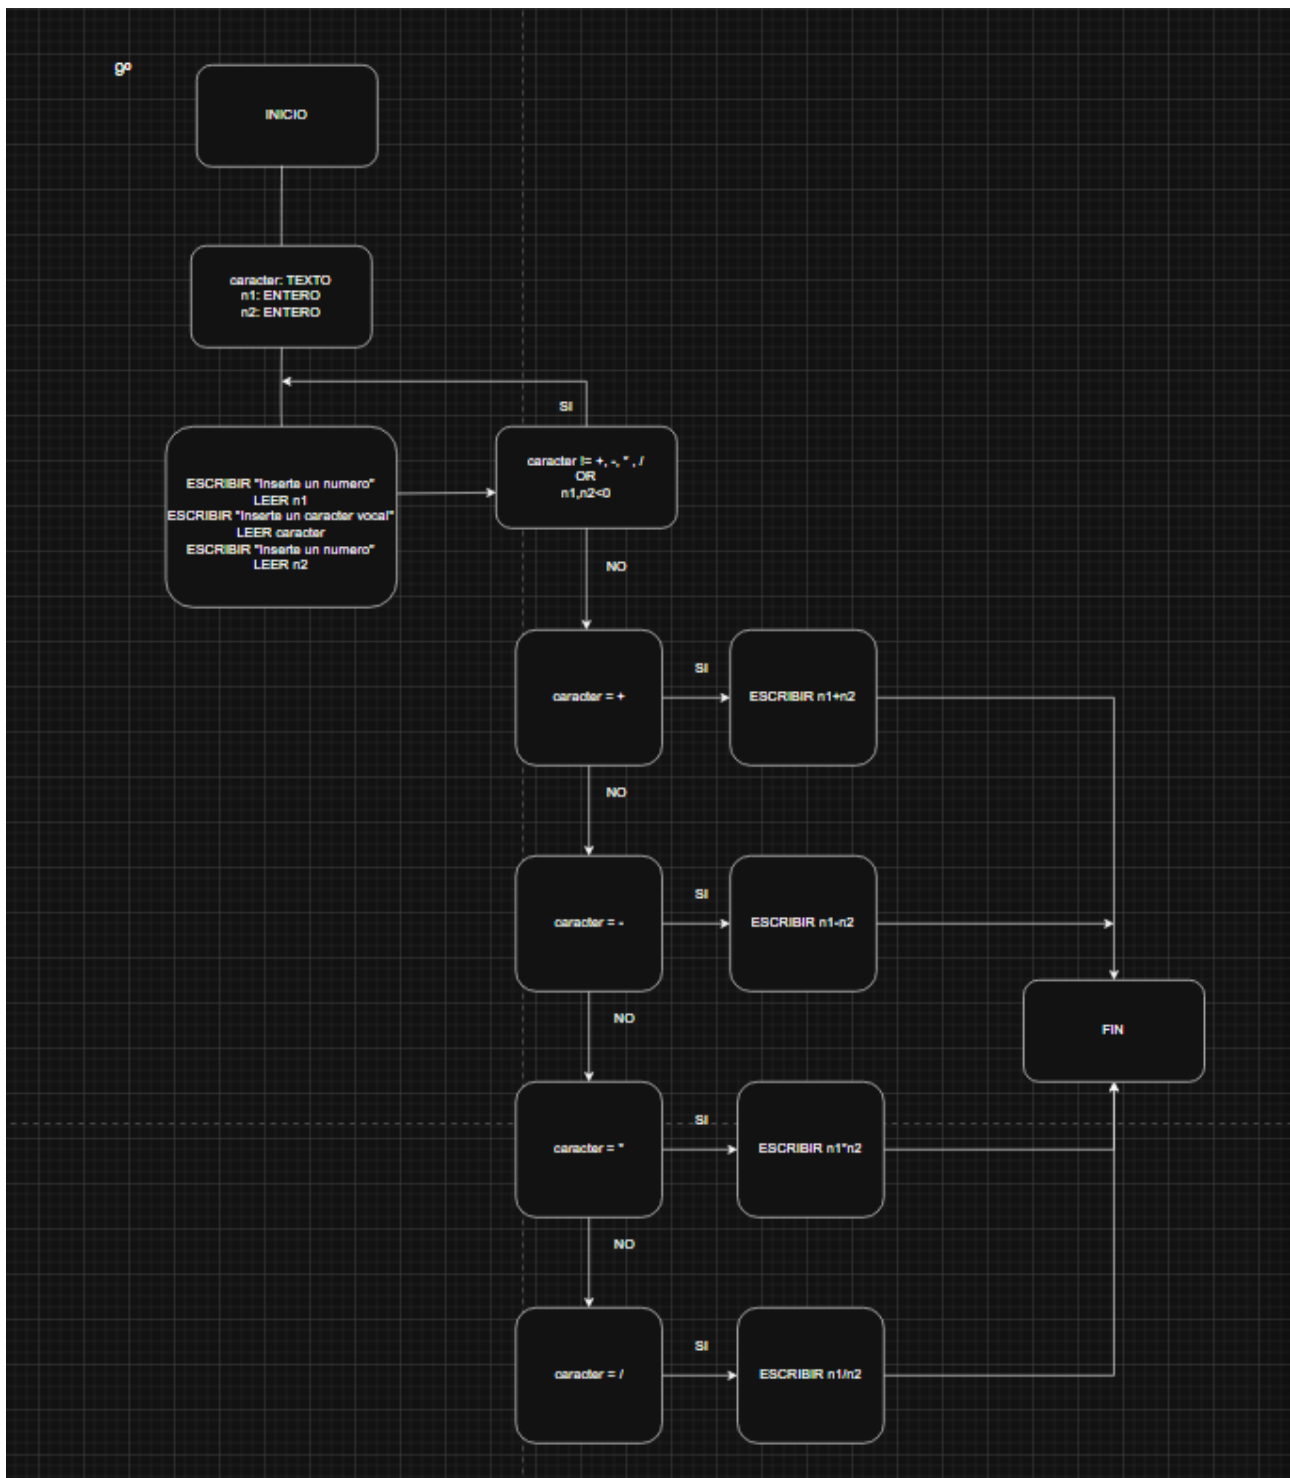 9º
INICIO
caracter: TEXTO
n1: ENTERO
n2: ENTERO
SI
caracter != +, -, * , /
OR
n1,n2<0
ESCRIBIR "Inserte un numero"
LEER n1
ESCRIBIR "Inserte un caracter vocal"
LEER caracter
ESCRIBIR "Inserte un numero"
LEER n2
NO
caracter = +
SI
ESCRIBIR n1+n2
NO
caracter = -
SI
ESCRIBIR n1-n2
NO
FIN
caracter = *
SI
ESCRIBIR n1*n2
NO
caracter = /
SI
ESCRIBIR n1/n2